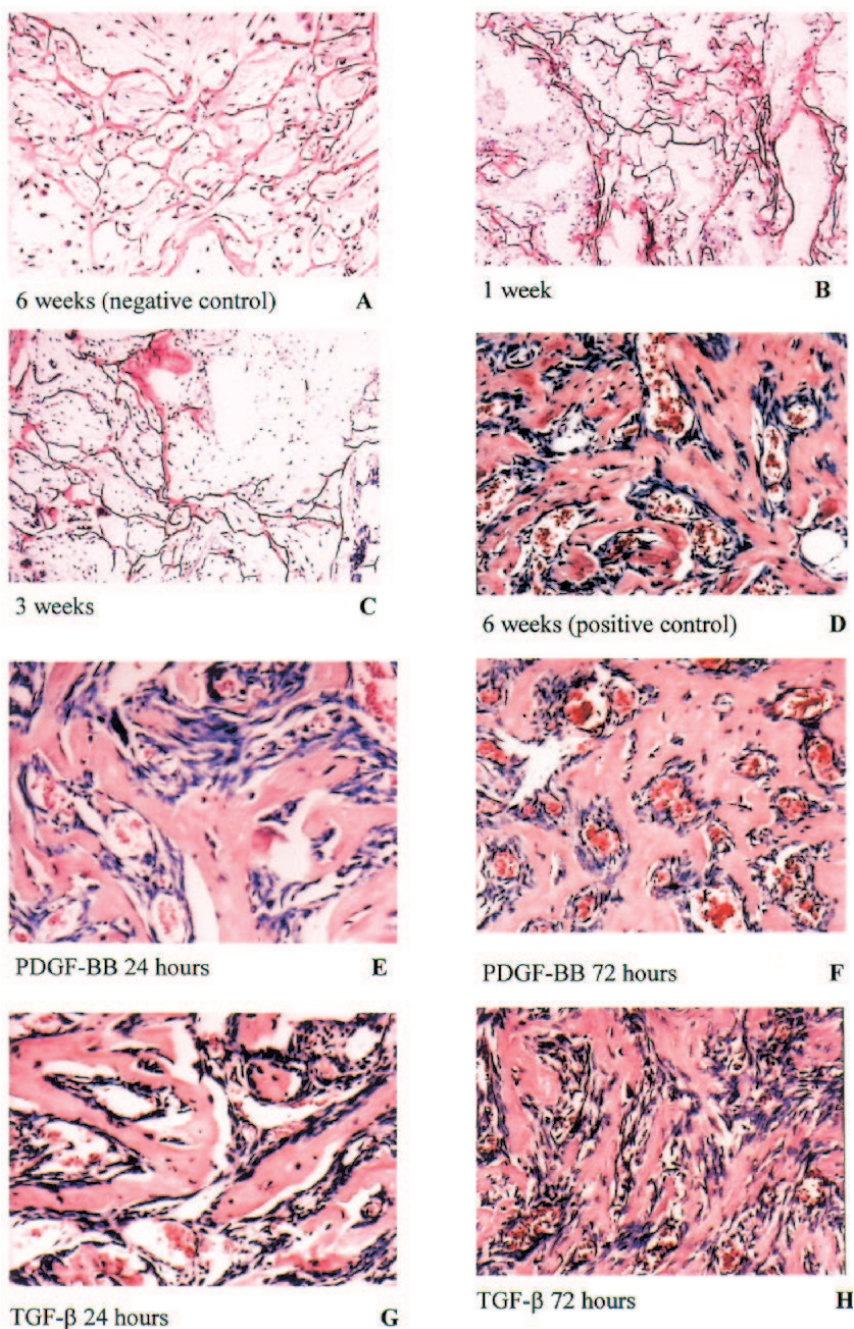 6 weeks (negative control) A
1 week B
3 weeks C
6 weeks (positive control) D
PDGF-BB 24 hours E
PDGF-BB 72 hours F
TGF-β 24 hours G
TGF-β 72 hours H